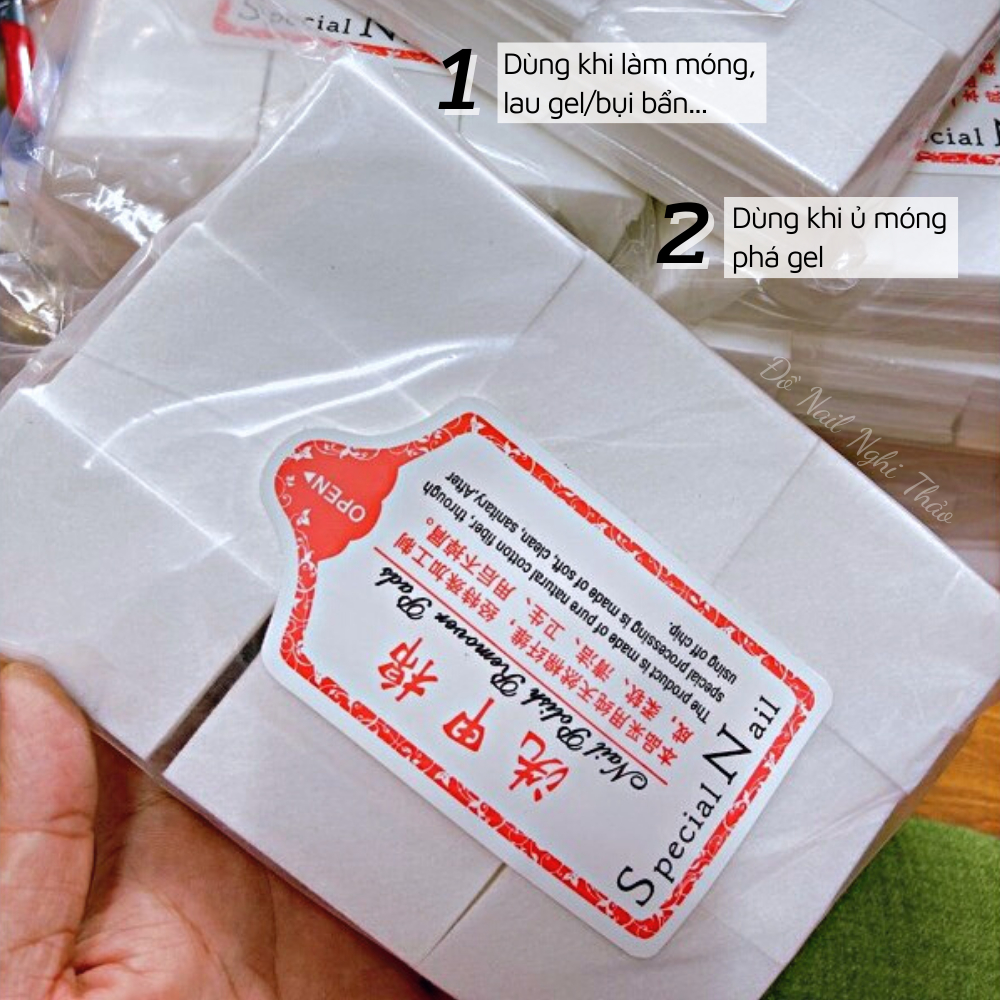 1
Dùng khi làm móng,
lau gel/bụi bẩn...
2
Dùng khi ủ móng
phá gel
Đồ Nail Nghi Thảo
OPEN
洗甲棉
Nail Polish Remover Pads
本品采用纯天然棉纤维,经特殊加工制
成,柔软、清洁、卫生、用后不掉屑。
The product is made of pure natural cotton fiber, through
special processing is made of soft, clean, sanitary,After
using off chip.
Special Nail
Special N
ecial N